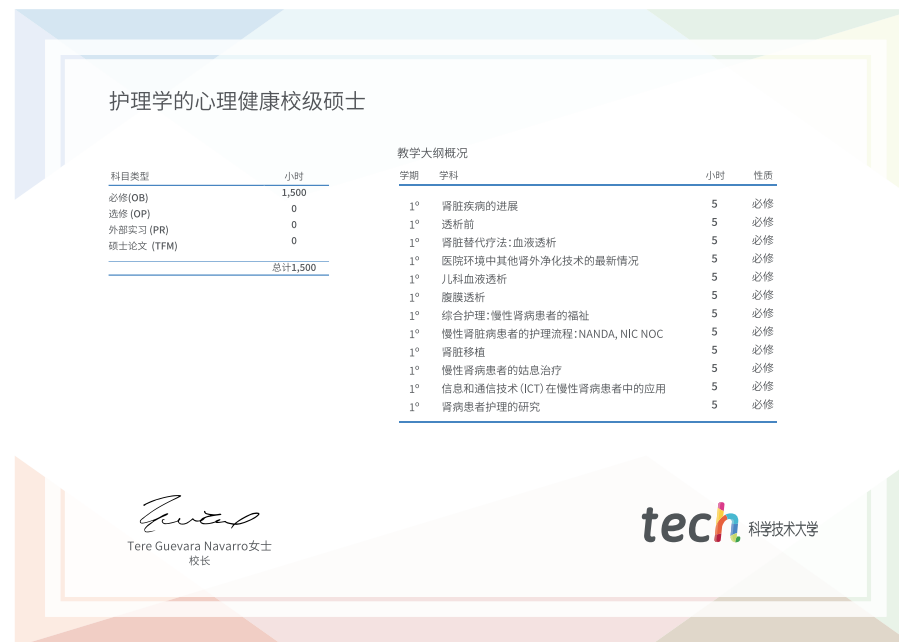 护理学的心理健康校级硕士
科目类型 小时
必修(OB) 1,500
选修 (OP) 0
外部实习 (PR) 0
硕士论文 (TFM) 0
总计1,500
教学大纲概况
学期 学科 小时 性质
1º 肾脏疾病的进展 5 必修
1º 透析前 5 必修
1º 肾脏替代疗法：血液透析 5 必修
1º 医院环境中其他肾外净化技术的最新情况 5 必修
1º 儿科血液透析 5 必修
1º 腹膜透析 5 必修
1º 综合护理：慢性肾病患者的福祉 5 必修
1º 慢性肾脏病患者的护理流程：NANDA, NIC NOC 5 必修
1º 肾脏移植 5 必修
1º 慢性肾病患者的姑息治疗 5 必修
1º 信息和通信技术（ICT）在慢性肾病患者中的应用 5 必修
1º 肾病患者护理的研究 5 必修
Tere Guevara Navarro女士
校长
tech 科学技术大学